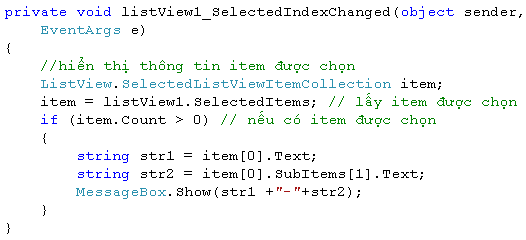 private void listView1_SelectedIndexChanged(object sender,
EventArgs e)
{
//hiển thị thông tin item được chọn
ListView.SelectedListViewItemCollection item;
item = listView1.SelectedItems; // lấy item được chọn
if (item.Count > 0) // nếu có item được chọn
{
string str1 = item[0].Text;
string str2 = item[0].SubItems[1].Text;
MessageBox.Show(str1 +"-"+str2);
}
}